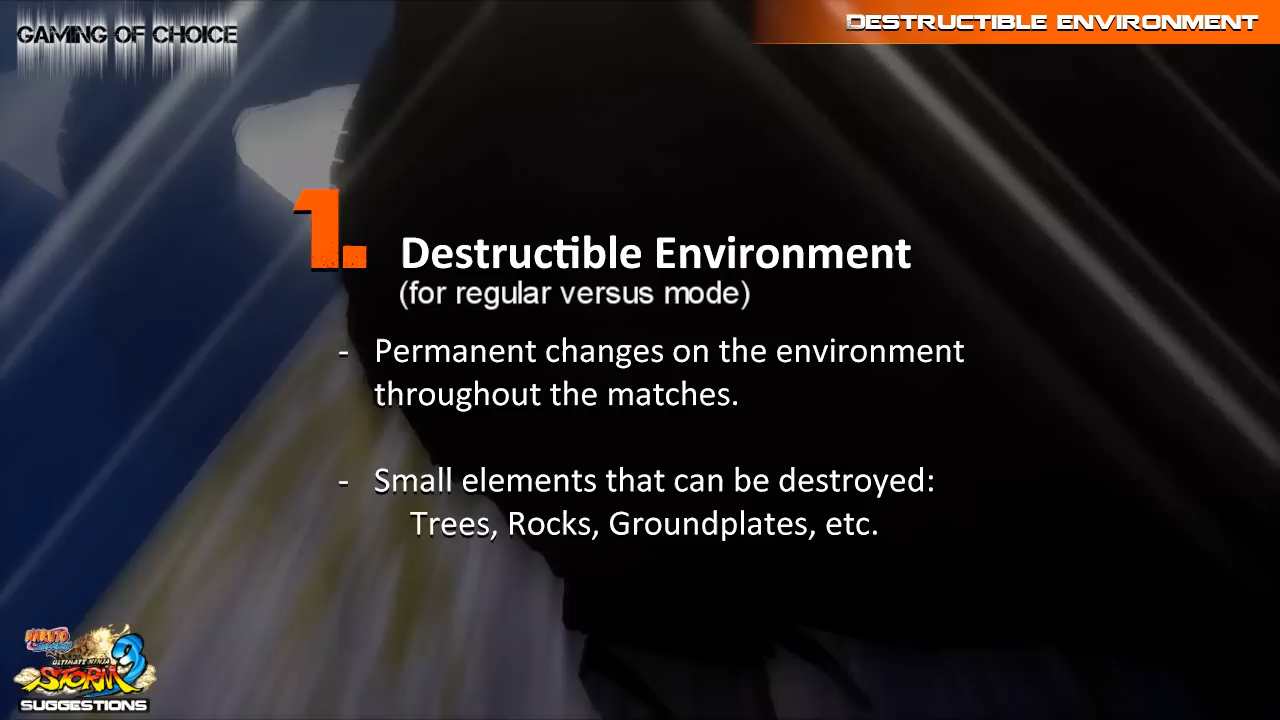 GAMING OF CHOICE
DESTRUCTIBLE ENVIRONMENT
1. Destructible Environment
(for regular versus mode)
- Permanent changes on the environment
throughout the matches.
- Small elements that can be destroyed:
Trees, Rocks, Groundplates, etc.
NARUTO
ULTIMATE NINJA
STORM 3
SUGGESTIONS